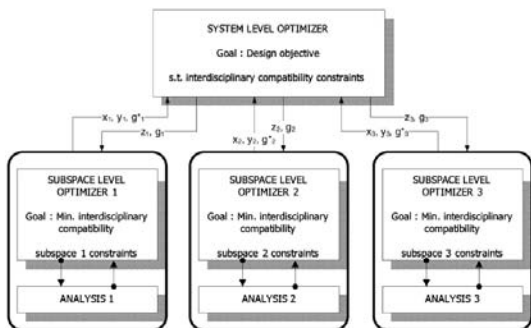 SYSTEM LEVEL OPTIMIZER
Goal : Design objective
s.t. interdisciplinary compatibility constraints
x₁, y₁, g*₁
z₁, g₁
x₂, y₂, g*₂
z₂, g₂
x₃, y₃, g*₃
z₃, g₃
SUBSPACE LEVEL
OPTIMIZER 1
Goal : Min. interdisciplinary
compatibility
subspace 1 constraints
ANALYSIS 1
SUBSPACE LEVEL
OPTIMIZER 2
Goal : Min. interdisciplinary
compatibility
subspace 2 constraints
ANALYSIS 2
SUBSPACE LEVEL
OPTIMIZER 3
Goal : Min. interdisciplinary
compatibility
subspace 3 constraints
ANALYSIS 3